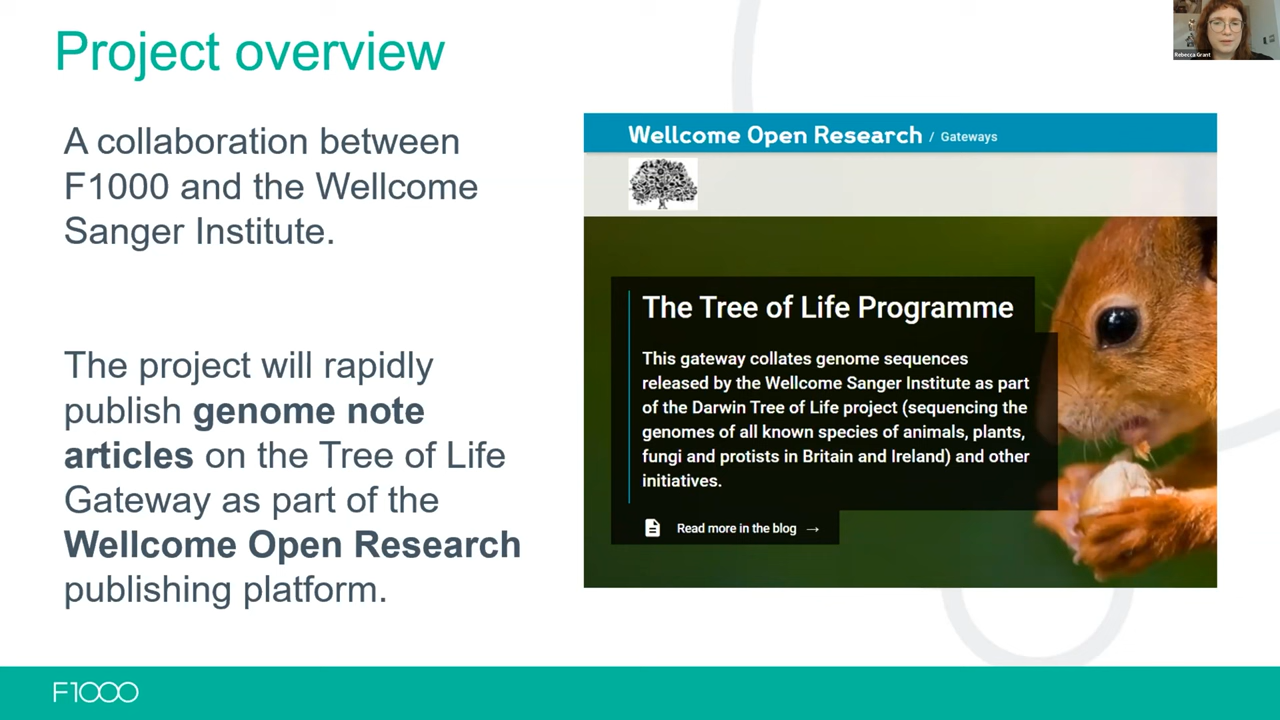 Project overview
A collaboration between
F1000 and the Wellcome
Sanger Institute.
The project will rapidly
publish genome note
articles on the Tree of Life
Gateway as part of the
Wellcome Open Research
publishing platform.
Wellcome Open Research / Gateways
The Tree of Life Programme
This gateway collates genome sequences
released by the Wellcome Sanger Institute as part
of the Darwin Tree of Life project (sequencing the
genomes of all known species of animals, plants,
fungi and protists in Britain and Ireland) and other
initiatives.
Read more in the blog →
Rebecca Grant
F1000